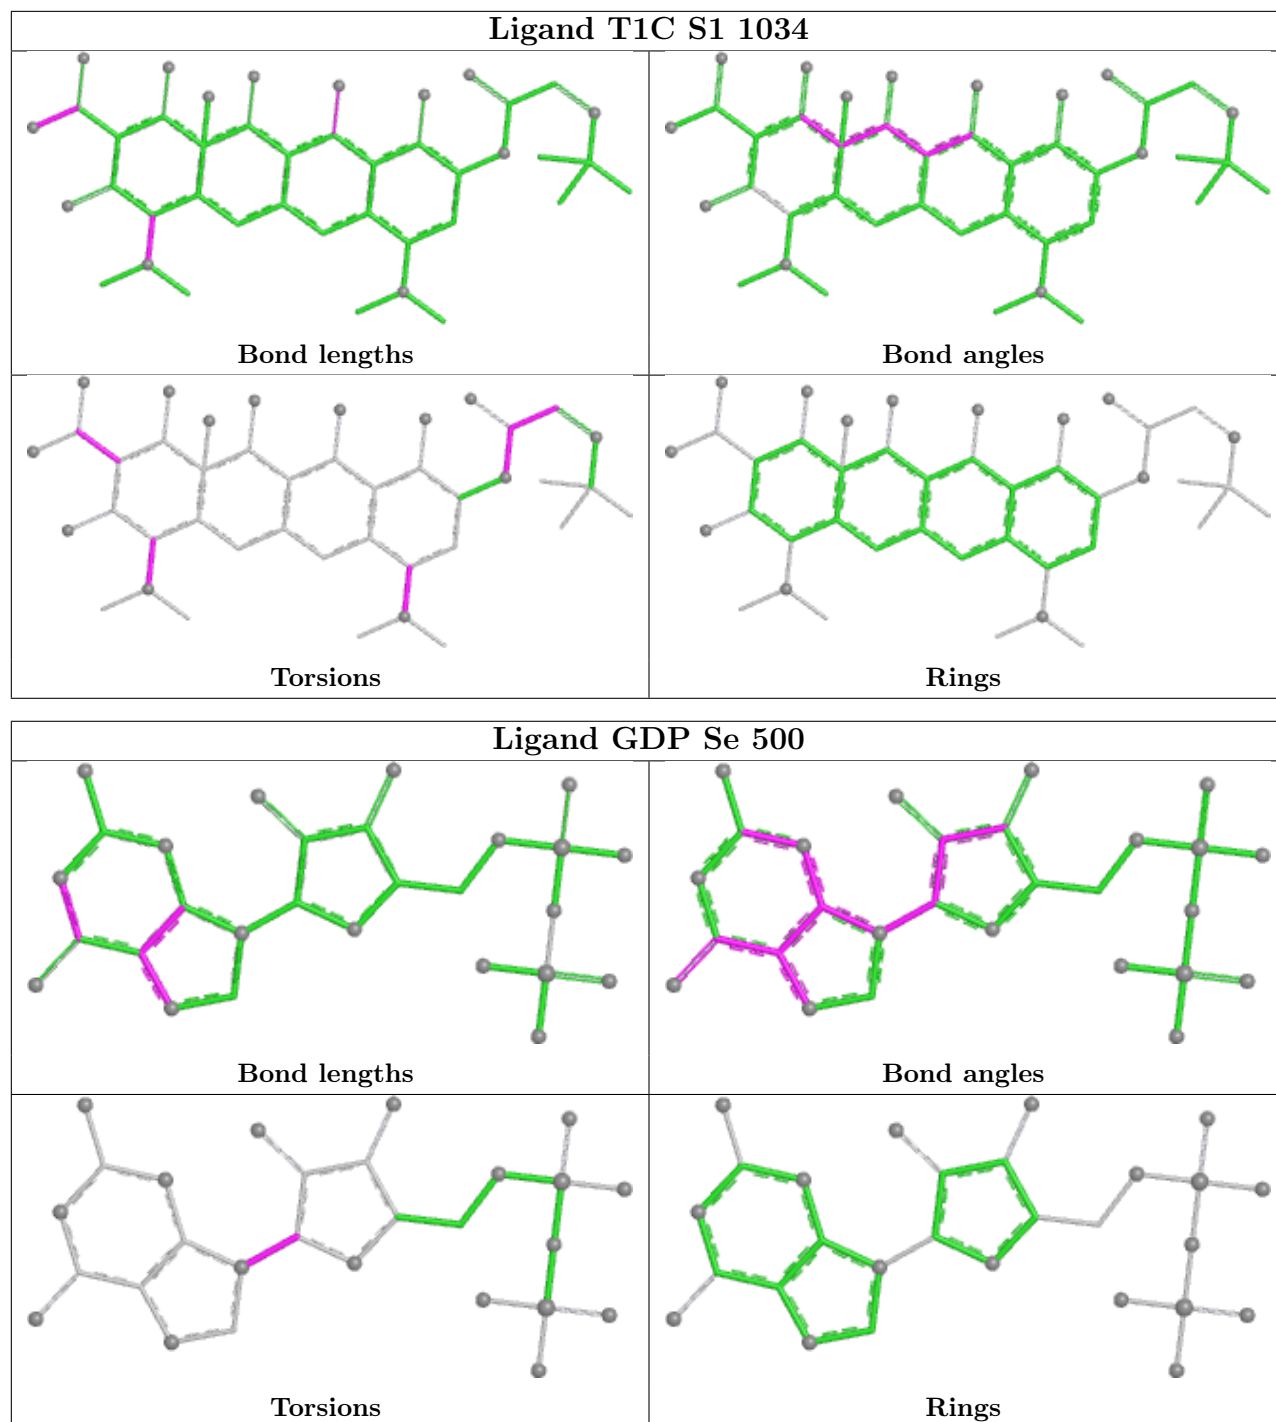 Ligand T1C S1 1034
Bond lengths
Bond angles
Torsions
Rings
Ligand GDP Se 500
Bond lengths
Bond angles
Torsions
Rings